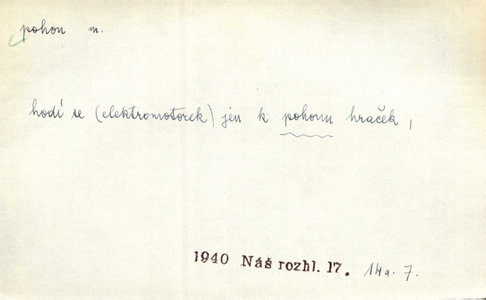 pohon m.
hodí se (elektromotorek) jen k pohonu hraček,
1940 Náš rozhl. 17. 14a. 7.